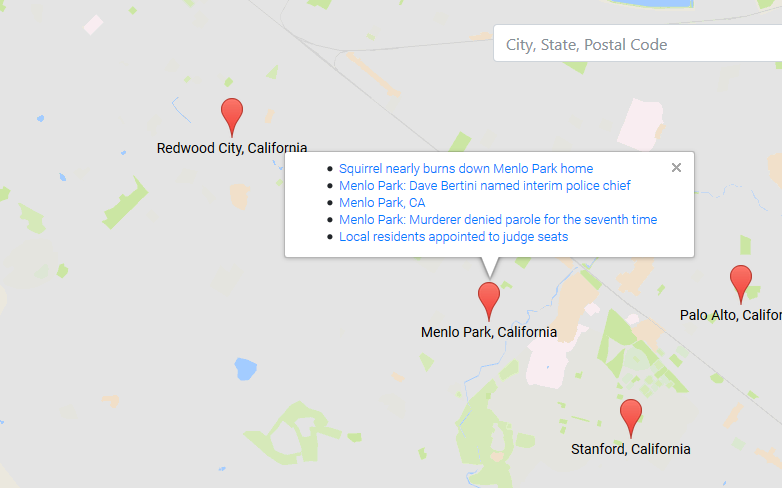 City, State, Postal Code
Redwood City, California
Squirrel nearly burns down Menlo Park home
Menlo Park: Dave Bertini named interim police chief
Menlo Park, CA
Menlo Park: Murderer denied parole for the seventh time
Local residents appointed to judge seats
Palo Alto, Califor
Menlo Park, California
Stanford, California